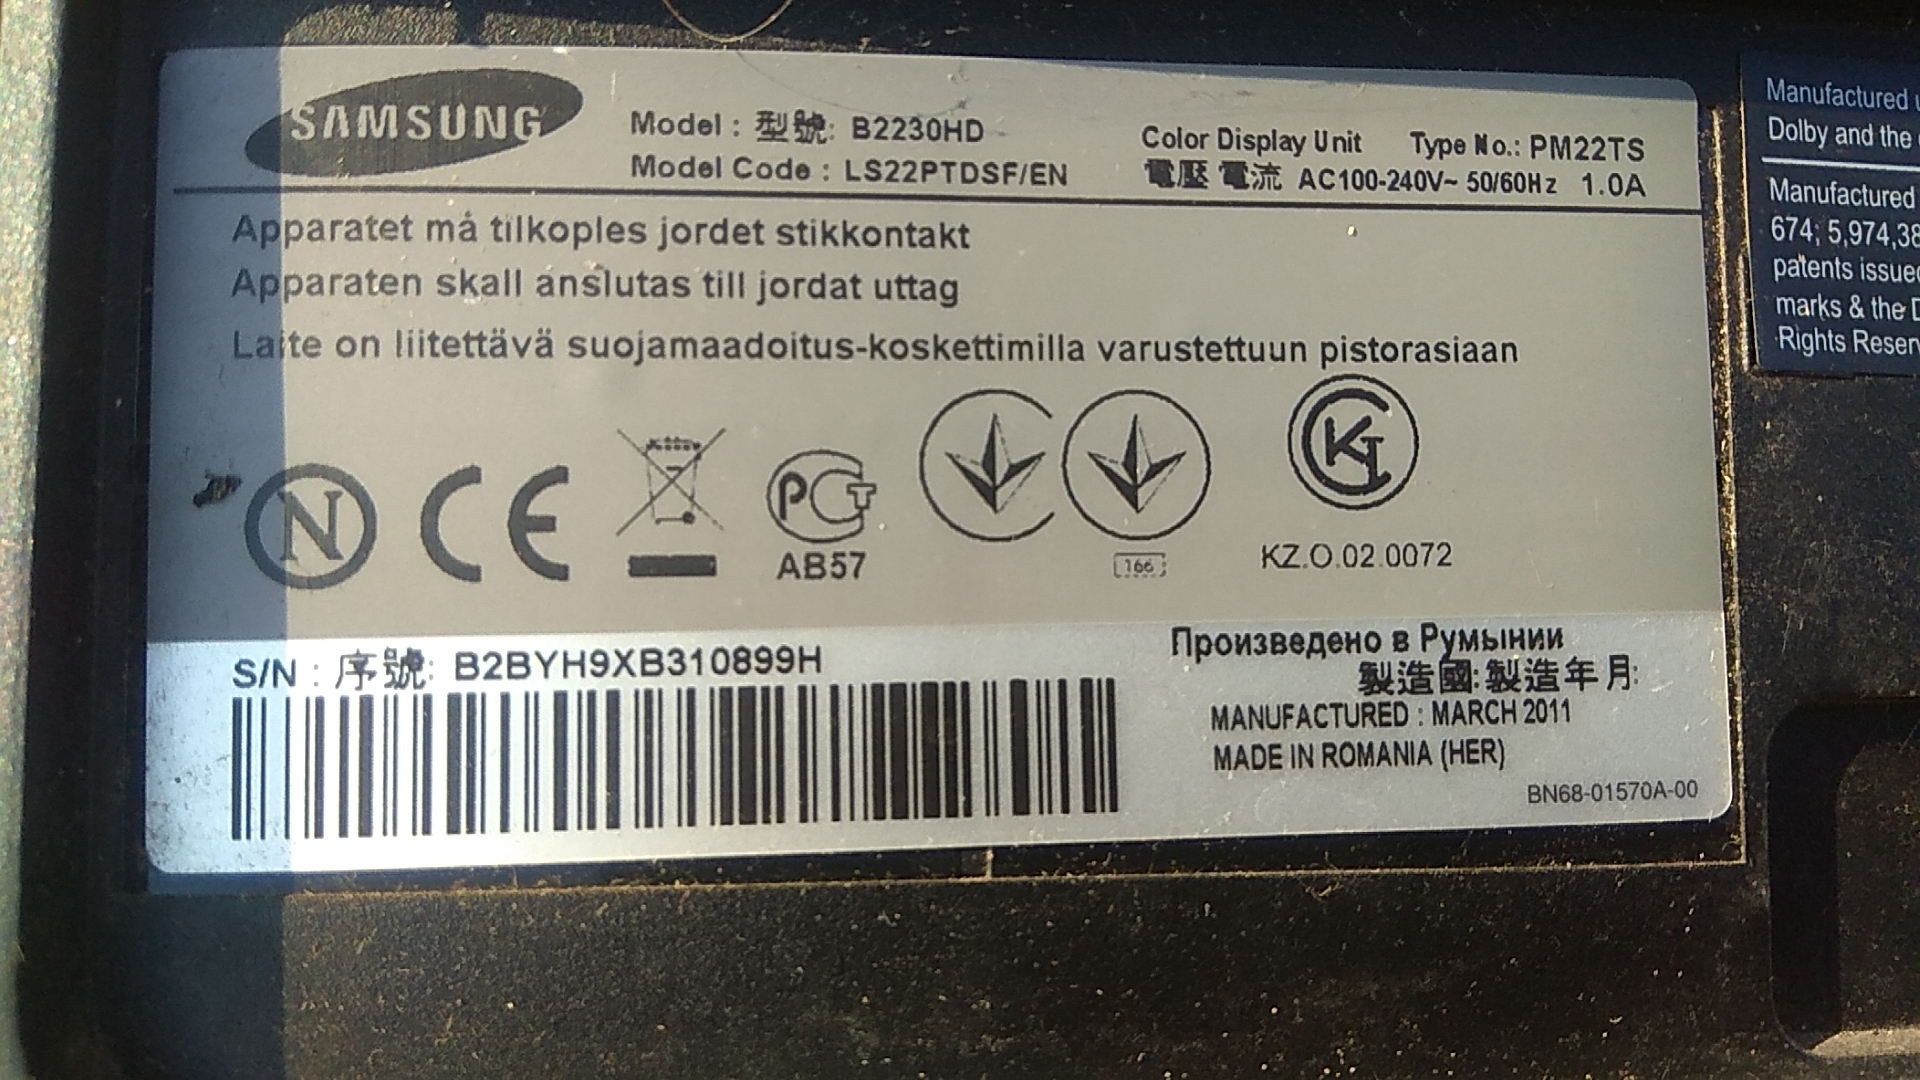 SAMSUNG
Model : 型號: B2230HD
Model Code : LS22PTDSF/EN
Color Display Unit Type No.: PM22TS
電壓 電流 AC100-240V~ 50/60Hz 1.0A
Apparatet må tilkoples jordet stikkontakt
Apparaten skall anslutas till jordat uttag
Laite on liitettävä suojamaadoitus-koskettimilla varustettuun pistorasiaan
N CE PCT
AB57
166
KZ.O.02.0072
S/N : 序號: B2BYH9XB310899H
Произведено в Румынии
製造國: 製造年月:
MANUFACTURED : MARCH 2011
MADE IN ROMANIA (HER)
BN68-01570A-00
Manufactured
Dolby and the
Manufactured
674; 5,974,38
patents issued
marks & the
Rights Reser